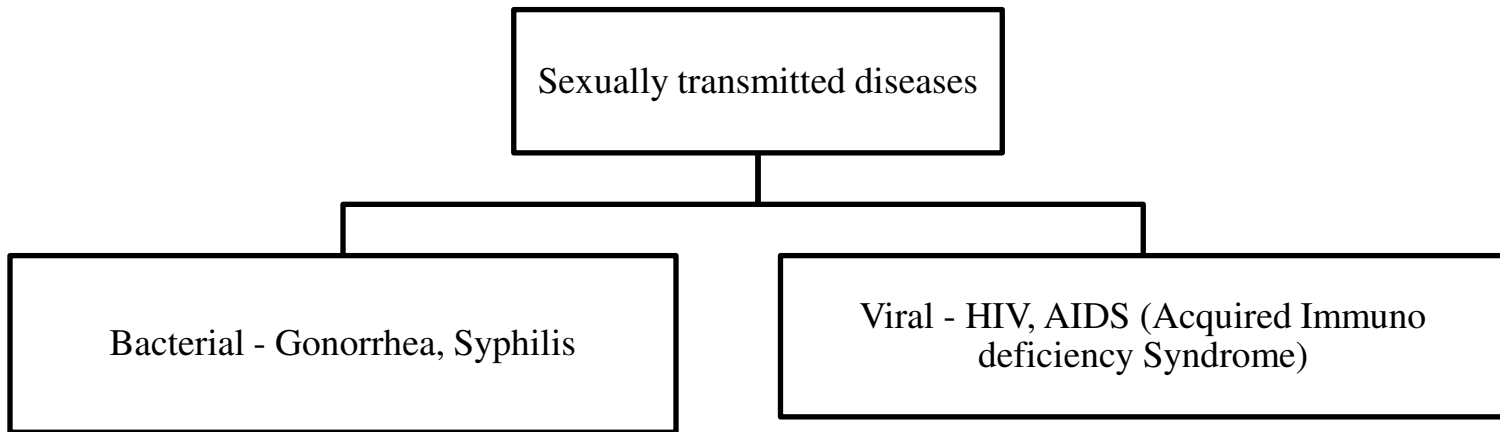 Sexually transmitted diseases
Bacterial - Gonorrhea, Syphilis
Viral - HIV, AIDS (Acquired Immuno
deficiency Syndrome)